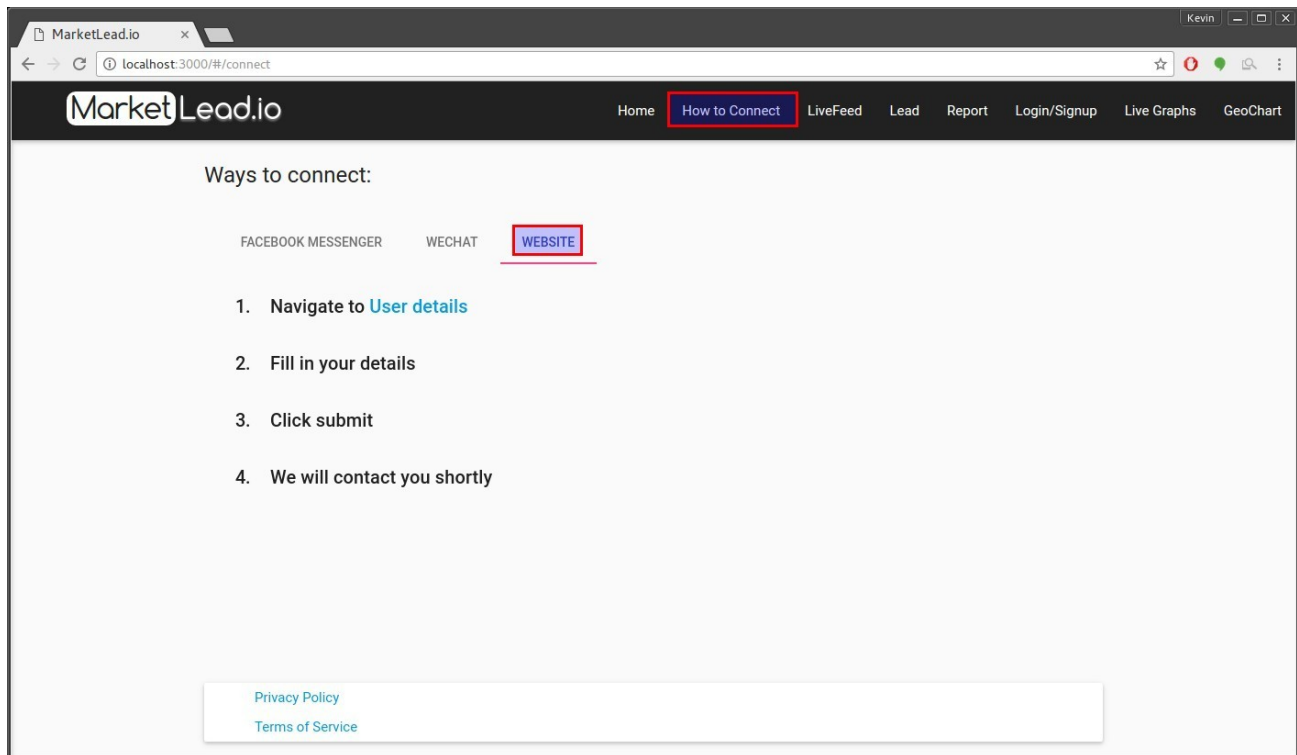 Kevin
MarketLead.io
localhost:3000/#/connect
MarketLead.io
Home How to Connect LiveFeed Lead Report Login/Signup Live Graphs GeoChart
Ways to connect:
FACEBOOK MESSENGER WECHAT WEBSITE
1. Navigate to User details
2. Fill in your details
3. Click submit
4. We will contact you shortly
Privacy Policy
Terms of Service